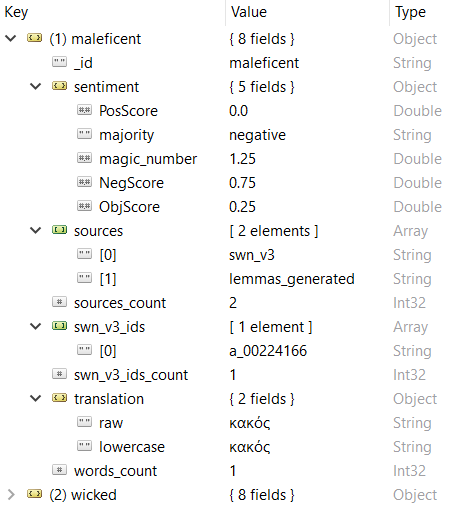 Key Value Type
(1) maleficent { 8 fields } Object
_id maleficent String
sentiment { 5 fields } Object
PosScore 0.0 Double
majority negative String
magic_number 1.25 Double
NegScore 0.75 Double
ObjScore 0.25 Double
sources [ 2 elements ] Array
[0] swn_v3 String
[1] lemmas_generated String
sources_count 2 Int32
swn_v3_ids [ 1 element ] Array
[0] a_00224166 String
swn_v3_ids_count 1 Int32
translation { 2 fields } Object
raw κακός String
lowercase κακός String
words_count 1 Int32
(2) wicked { 8 fields } Object